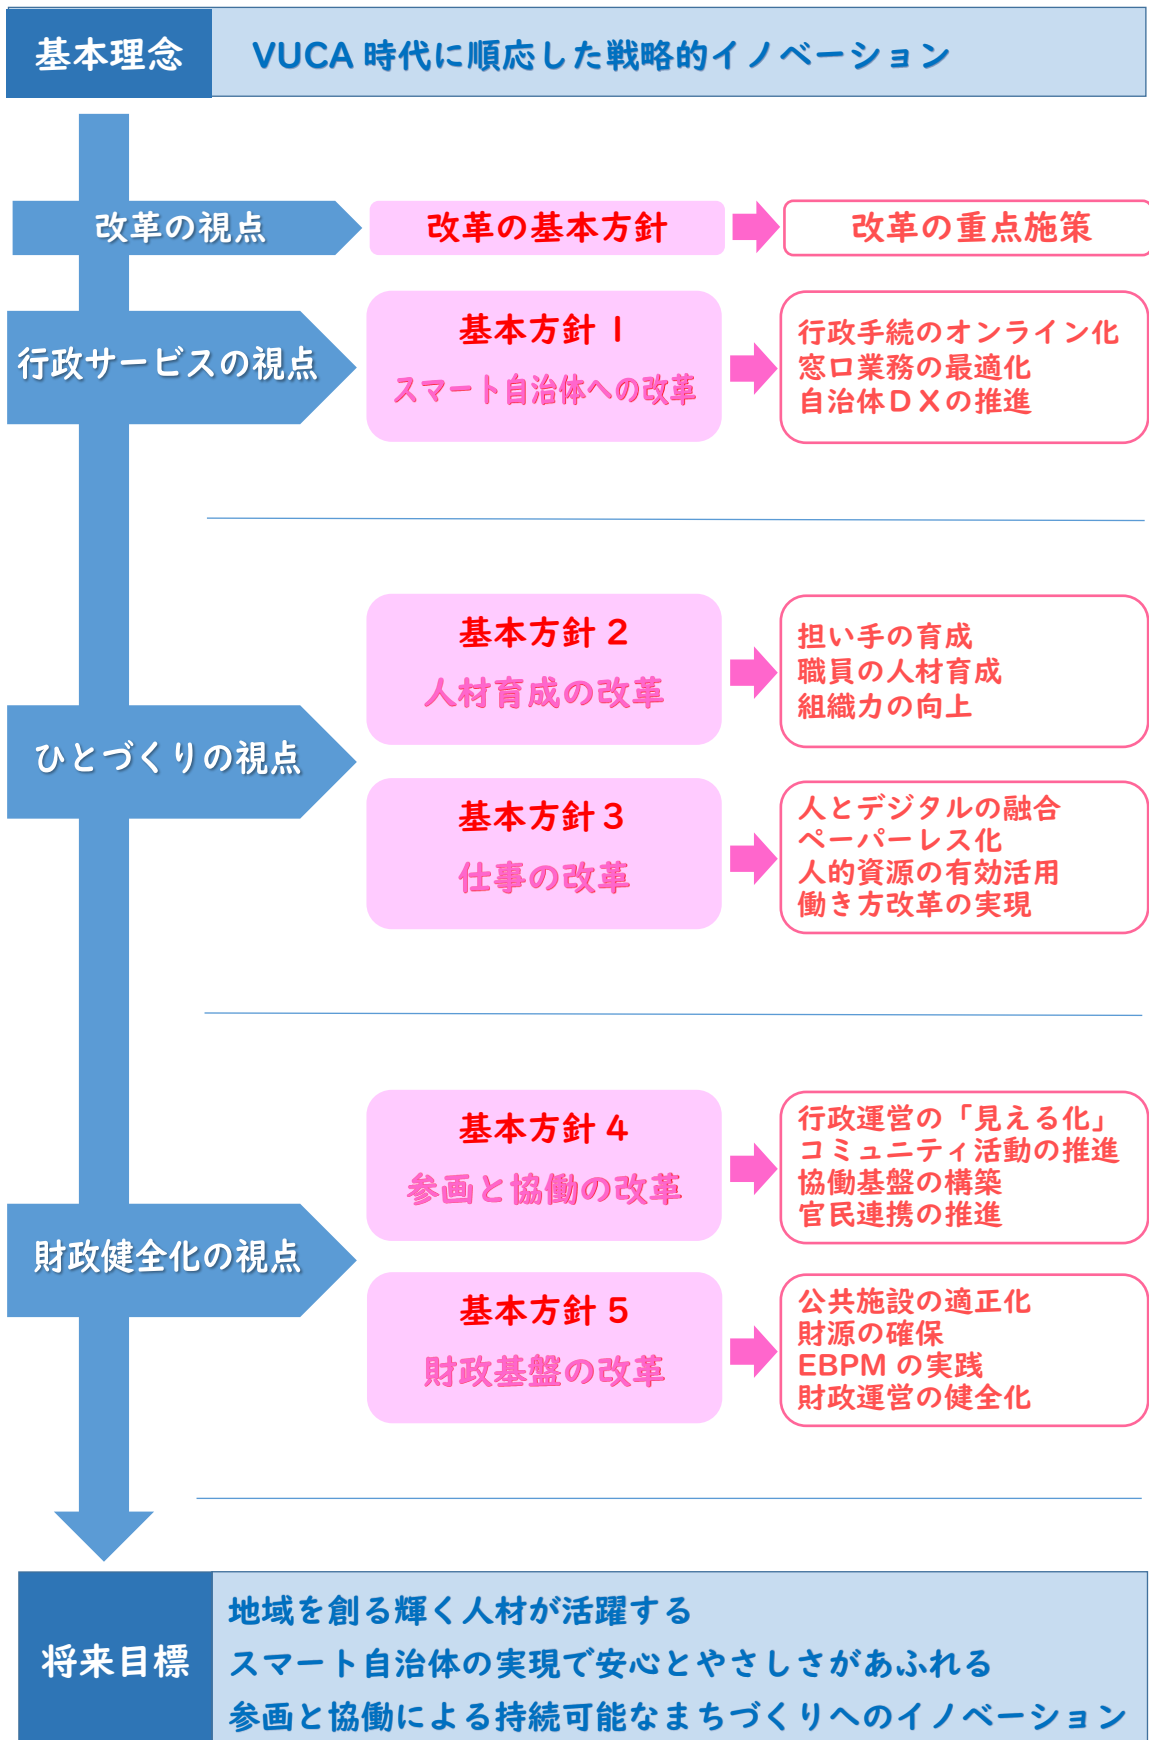 基本理念
VUCA 時代に順応した戦略的イノベーション
改革の視点
改革の基本方針
改革の重点施策
行政サービスの視点
基本方針 1
スマート自治体への改革
行政手続のオンライン化
窓口業務の最適化
自治体DXの推進
ひとづくりの視点
基本方針 2
人材育成の改革
担い手の育成
職員の人材育成
組織力の向上
基本方針 3
仕事の改革
人とデジタルの融合
ペーパーレス化
人的資源の有効活用
働き方改革の実現
財政健全化の視点
基本方針 4
参画と協働の改革
行政運営の「見える化」
コミュニティ活動の推進
協働基盤の構築
官民連携の推進
基本方針 5
財政基盤の改革
公共施設の適正化
財源の確保
EBPM の実践
財政運営の健全化
将来目標
地域を創る輝く人材が活躍する
スマート自治体の実現で安心とやさしさがあふれる
参画と協働による持続可能なまちづくりへのイノベーション